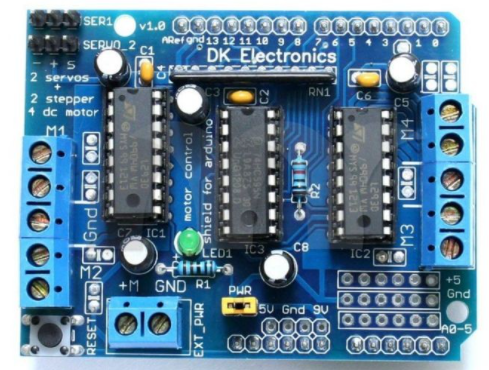 SER1
v1.0
SERVO_2
ARef gnd 13 12 11 10 9 8 7 6 5 4 3 2 1 0
- + S
C1
DK Electronics
2 servos
+
2 stepper
4 dc motor
C4
C3
C2
RN1
C6
C5
M1
M4
Gnd
motor control
shield for arduino
R2
M3
C7
IC1
IC3
IC2
M2
LED1
C8
+M
GND
R1
PWR
+5
Gnd
RESET
EXT_PWR
5V Gnd 9V
A0-5